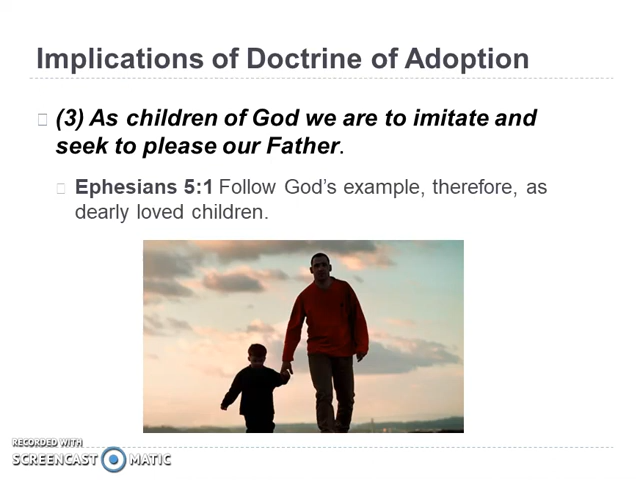 Implications of Doctrine of Adoption
(3) As children of God we are to imitate and
seek to please our Father.
Ephesians 5:1 Follow God’s example, therefore, as
dearly loved children.
RECORDED WITH
SCREENCAST MATIC